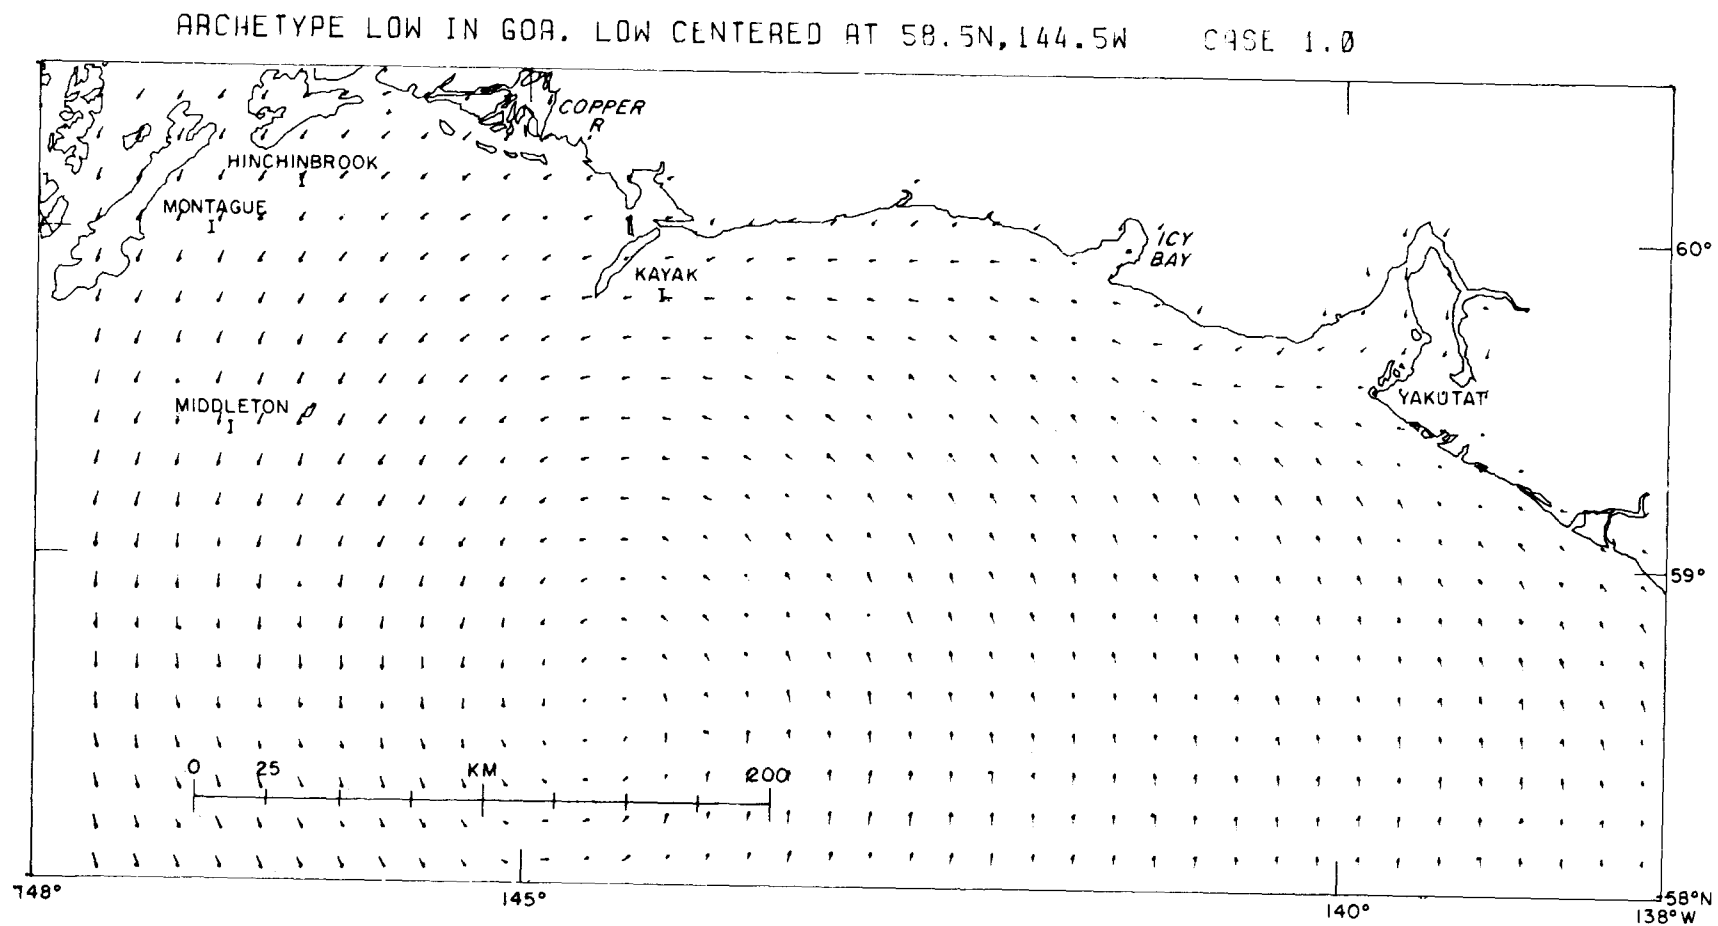 ARCHETYPE LOW IN GOA. LOW CENTERED AT 58.5N,144.5W CASE 1.0
COPPER
R
HINCHINBROOK
I
MONTAGUE
I
ICY
BAY
60°
KAYAK
I
MIDDLETON
I
YAKUTAT
59°
0 25 KM 200
148° 145° 140° 58°N
138°W